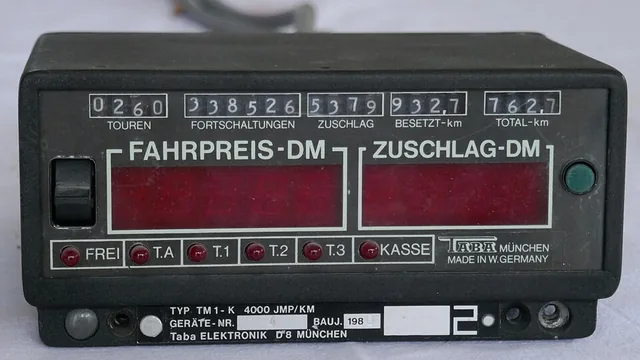 0260 338526 5379 932,7 762,7
TOUREN FORTSCHALTUNGEN ZUSCHLAG BESETZT-km TOTAL-km
FAHRPREIS-DM ZUSCHLAG-DM
FREI T.A T.1 T.2 T.3 KASSE TABA MÜNCHEN
MADE IN W.GERMANY
TYP TM1-K 4000 JMP/KM
GERÄTE-NR. BAUJ. 198 2
Taba ELEKTRONIK D'8 MÜNCHEN